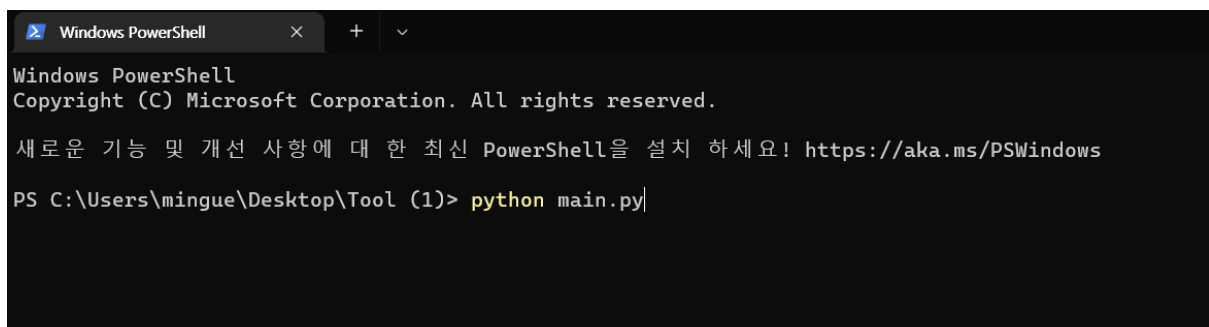 Windows PowerShell
Windows PowerShell
Copyright (C) Microsoft Corporation. All rights reserved.
새로운 기능 및 개선 사항에 대 한 최신 PowerShell을 설치 하세요! https://aka.ms/PSWindows
PS C:\Users\mingue\Desktop\Tool (1)> python main.py